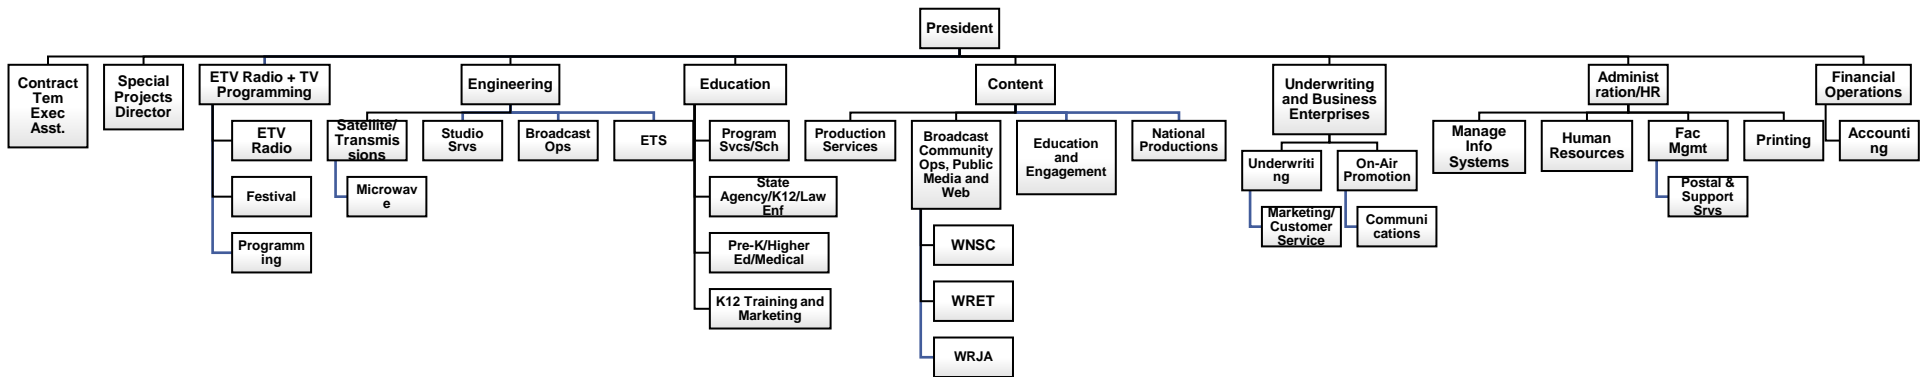 President
Contract
Tem
Exec
Asst.
Special
Projects
Director
ETV Radio + TV
Programming
Engineering
Education
Content
Underwriting
and Business
Enterprises
Administ
ration/HR
Financial
Operations
ETV
Radio
Festival
Programm
ing
Satellite/
Transmis
sions
Microwav
e
Studio
Srvs
Broadcast
Ops
ETS
Program
Svcs/Sch
State
Agency/K12/Law
Enf
Pre-K/Higher
Ed/Medical
K12 Training and
Marketing
Production
Services
Broadcast
Community
Ops, Public
Media and
Web
WNSC
WRET
WRJA
Education
and
Engagement
National
Productions
Underwriti
ng
Marketing/
Customer
Service
On-Air
Promotion
Communi
cations
Manage
Info
Systems
Human
Resources
Fac
Mgmt
Postal &
Support
Srvs
Printing
Accounti
ng